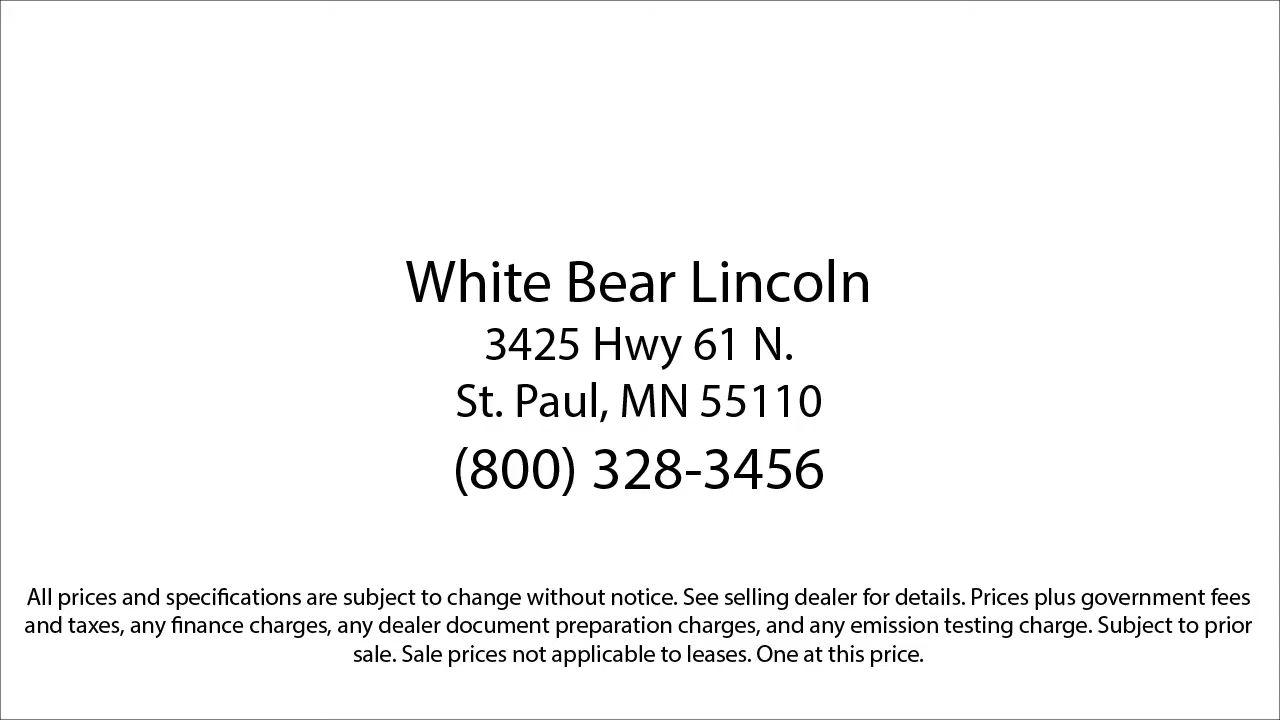 White Bear Lincoln
3425 Hwy 61 N.
St. Paul, MN 55110
(800) 328-3456
All prices and specifications are subject to change without notice. See selling dealer for details. Prices plus government fees
and taxes, any finance charges, any dealer document preparation charges, and any emission testing charge. Subject to prior
sale. Sale prices not applicable to leases. One at this price.